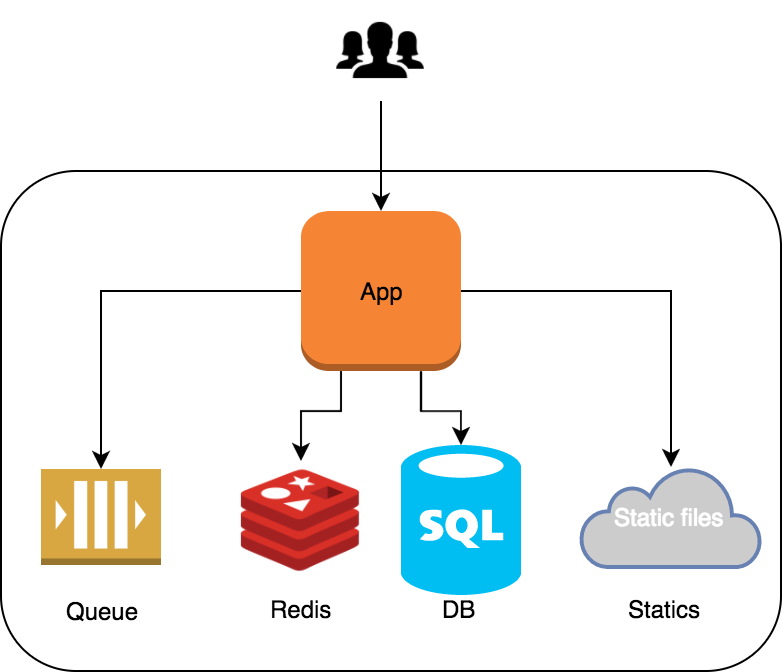 App
SQL
Static files
Queue
Redis
DB
Statics